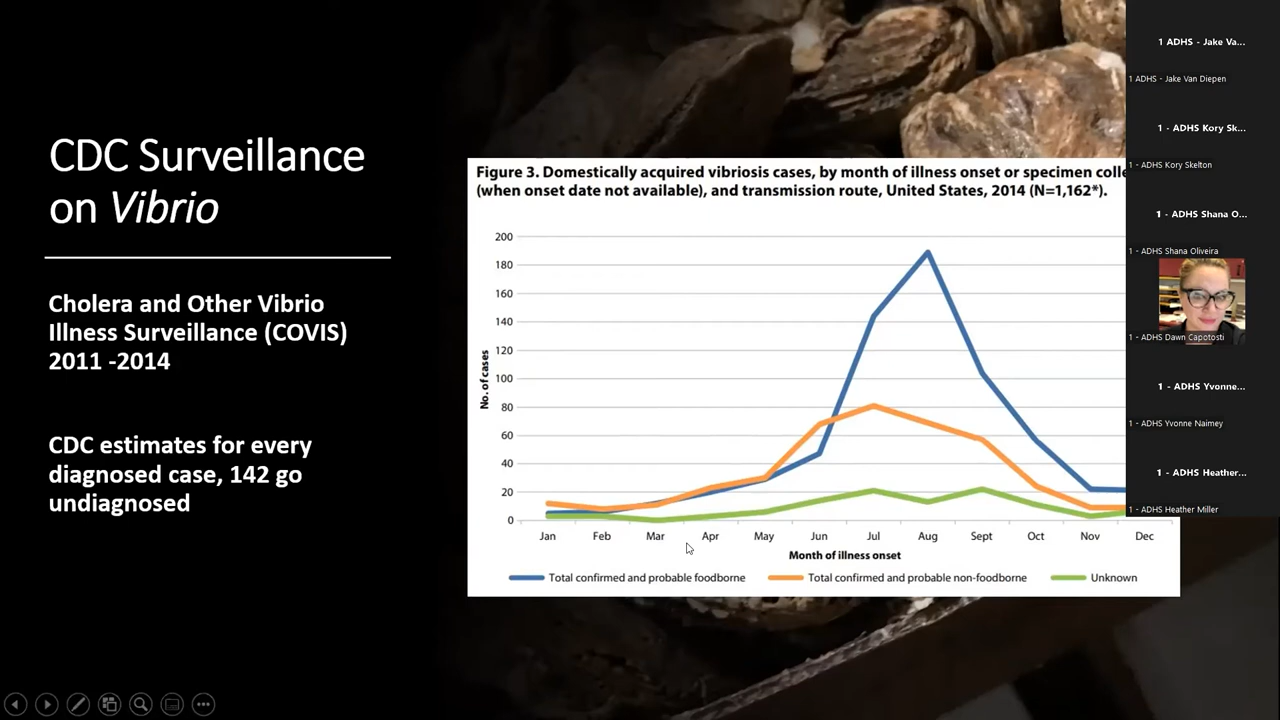 CDC Surveillance
on Vibrio
Cholera and Other Vibrio
Illness Surveillance (COVIS)
2011 -2014
CDC estimates for every
diagnosed case, 142 go
undiagnosed
Figure 3. Domestically acquired vibriosis cases, by month of illness onset or specimen colle
(when onset date not available), and transmission route, United States, 2014 (N=1,162*).
No. of cases
200
180
160
140
120
100
80
60
40
20
0
Jan Feb Mar Apr May Jun Jul Aug Sept Oct Nov Dec
Month of illness onset
Total confirmed and probable foodborne Total confirmed and probable non-foodborne Unknown
1 ADHS - Jake Va...
1 ADHS - Jake Van Diepen
1 - ADHS Kory Sk...
1 - ADHS Kory Skelton
1 - ADHS Shana O...
1 - ADHS Shana Oliveira
1 - ADHS Dawn Capotosti
1 - ADHS Yvonne...
1 - ADHS Yvonne Naimey
1 - ADHS Heather...
1 - ADHS Heather Miller